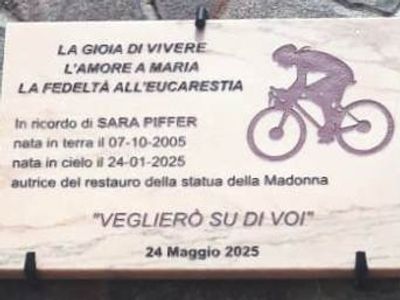 LA GIOIA DI VIVERE
L'AMORE A MARIA
LA FEDELTÀ ALL'EUCARESTIA
In ricordo di SARA PIFFER
nata in terra il 07-10-2005
nata in cielo il 24-01-2025
autrice del restauro della statua della Madonna
"VEGLIERÒ SU DI VOI"
24 Maggio 2025